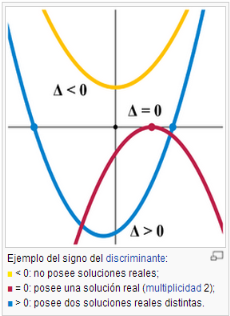 Δ < 0
Δ = 0
Δ > 0
Ejemplo del signo del discriminante:
< 0: no posee soluciones reales;
= 0: posee una solución real (multiplicidad 2);
> 0: posee dos soluciones reales distintas.